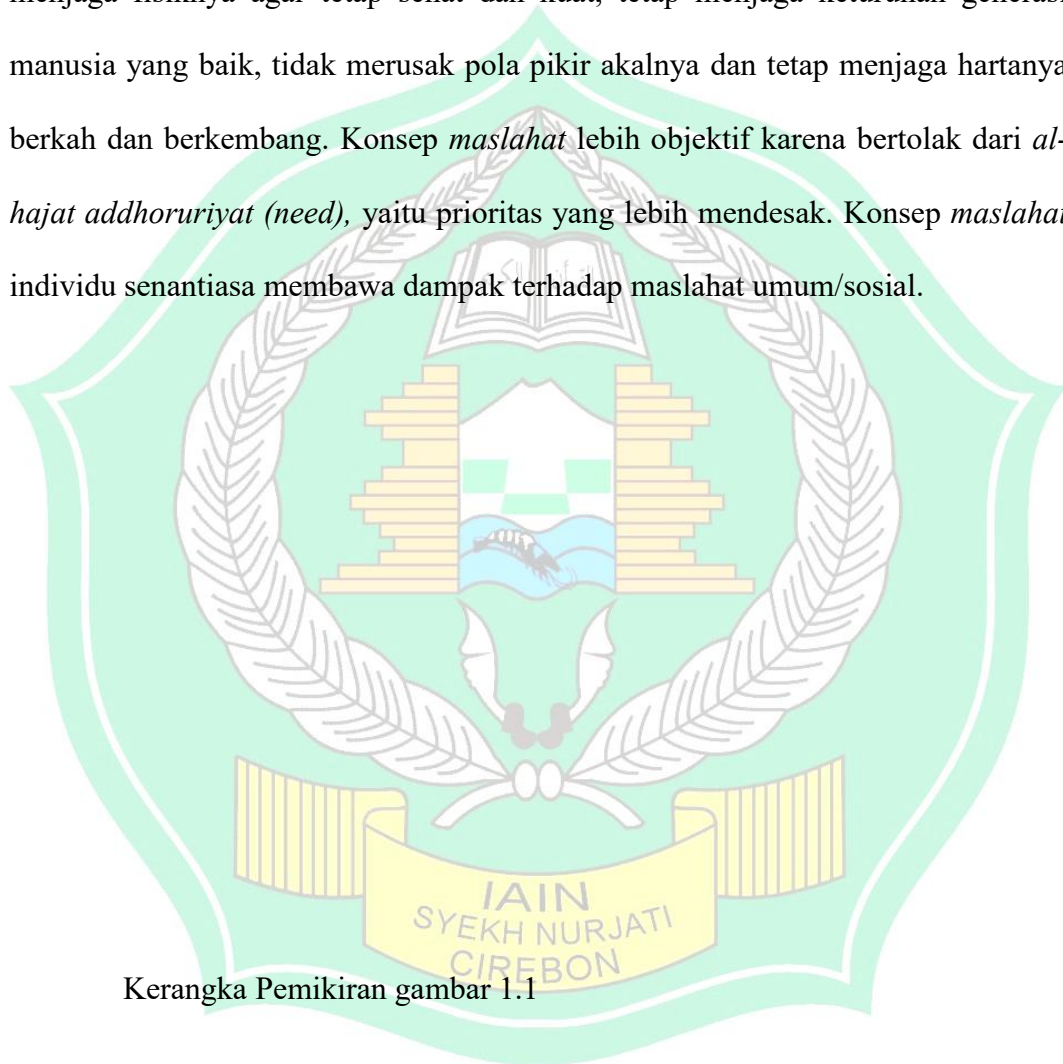 menjaga fisiknya agar tetap sehat dan kuat, tetap menjaga keturunan generasi
manusia yang baik, tidak merusak pola pikir akalnya dan tetap menjaga hartanya
berkah dan berkembang. Konsep maslahat lebih objektif karena bertolak dari al-
hajat addhoruriyat (need), yaitu prioritas yang lebih mendesak. Konsep maslahat
individu senantiasa membawa dampak terhadap maslahat umum/sosial.
IAIN
SYEKH NURJATI
CIREBON
Kerangka Pemikiran gambar 1.1